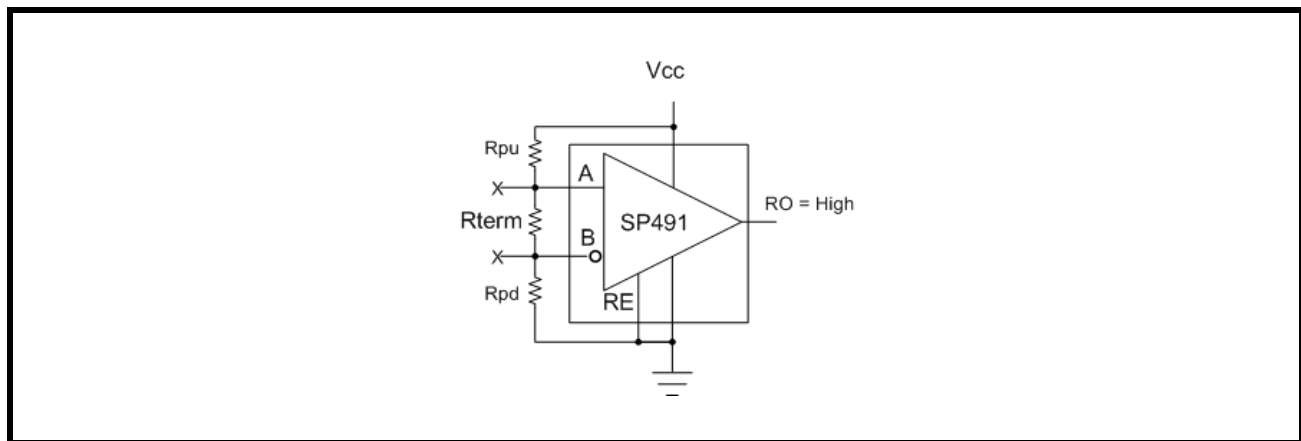 Vcc
Rpu
A
X
RO = High
Rterm
SP491
B
X
Rpd
RE